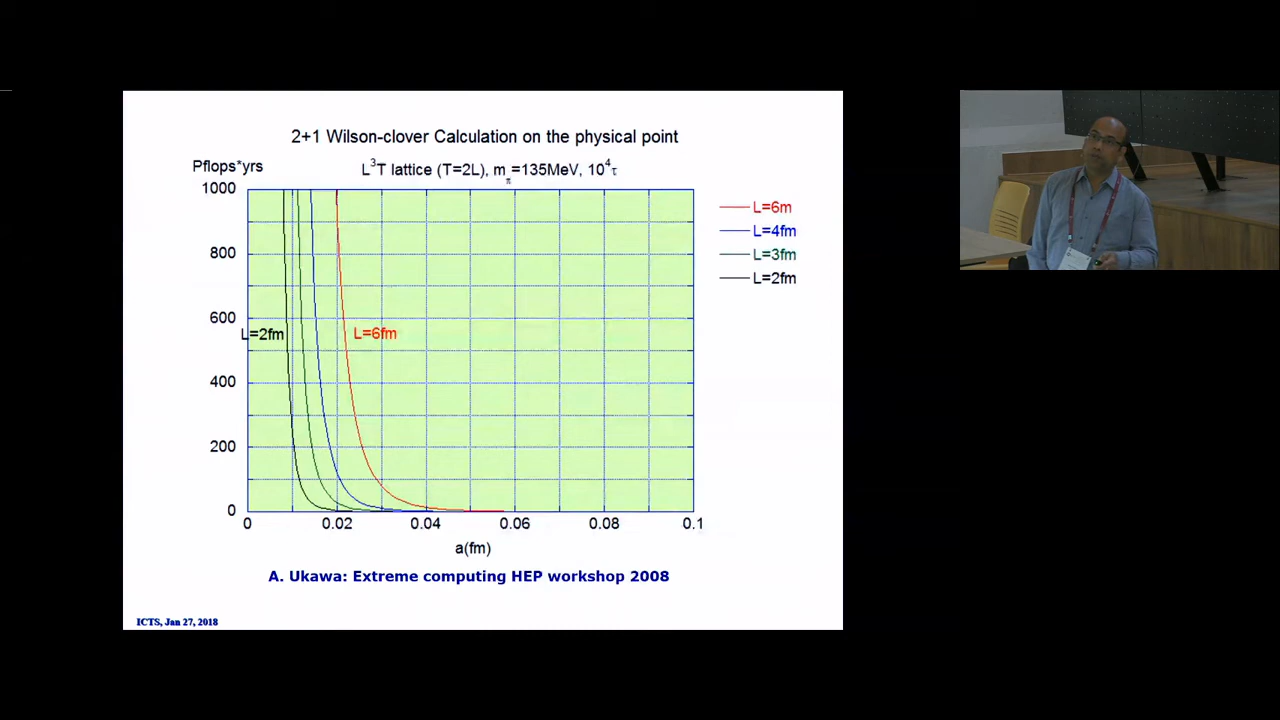 2+1 Wilson-clover Calculation on the physical point
Pflops*yrs
L³T lattice (T=2L), mπ=135MeV, 10⁴τ
1000
800
600
400
200
0
L=2fm
L=6fm
L=6m
L=4fm
L=3fm
L=2fm
0 0.02 0.04 0.06 0.08 0.1
a(fm)
A. Ukawa: Extreme computing HEP workshop 2008
ICTS, Jan 27, 2018